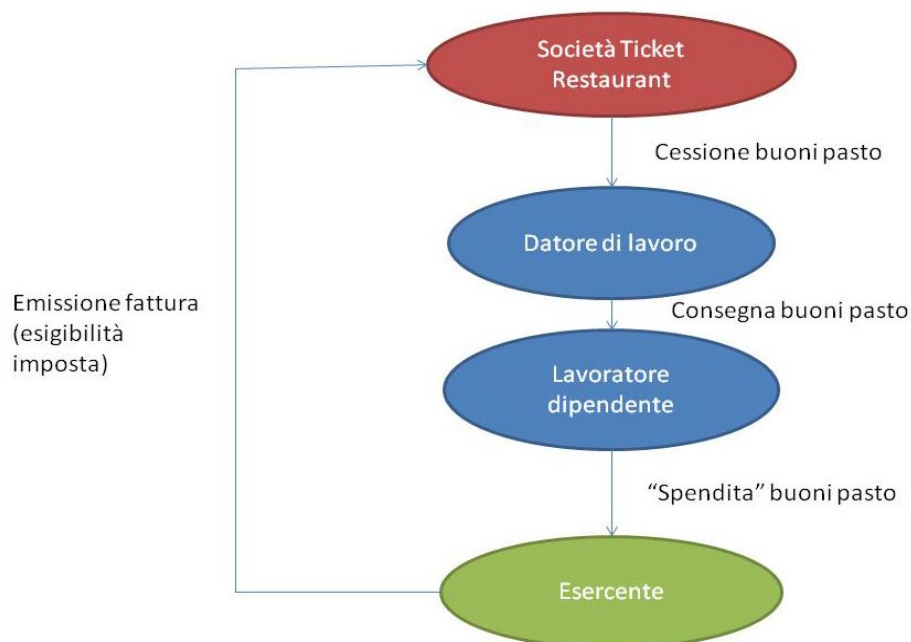 Società Ticket
Restaurant
Cessione buoni pasto
Datore di lavoro
Emissione fattura
(esigibilità
imposta)
Consegna buoni pasto
Lavoratore
dipendente
“Spendita” buoni pasto
Esercente